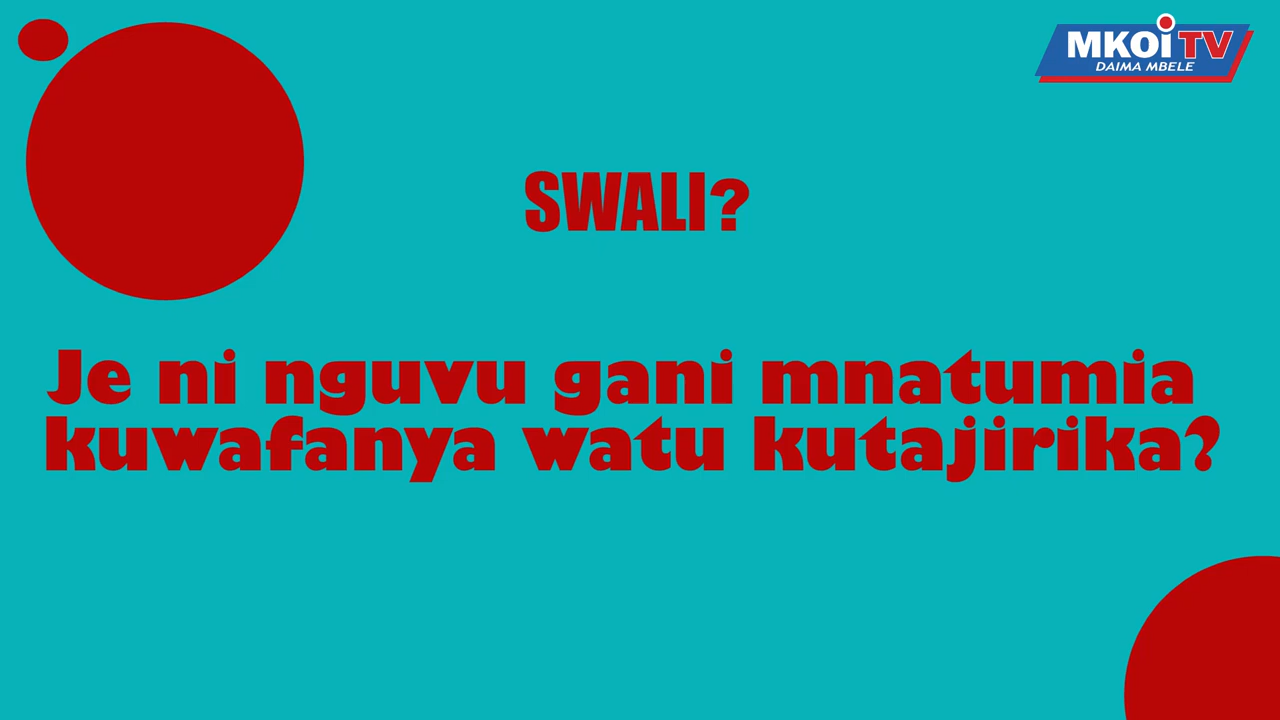 MKOi TV
DAIMA MBELE
SWALI?
Je ni nguvu gani mnatumia
kuwafanya watu kutajirika?